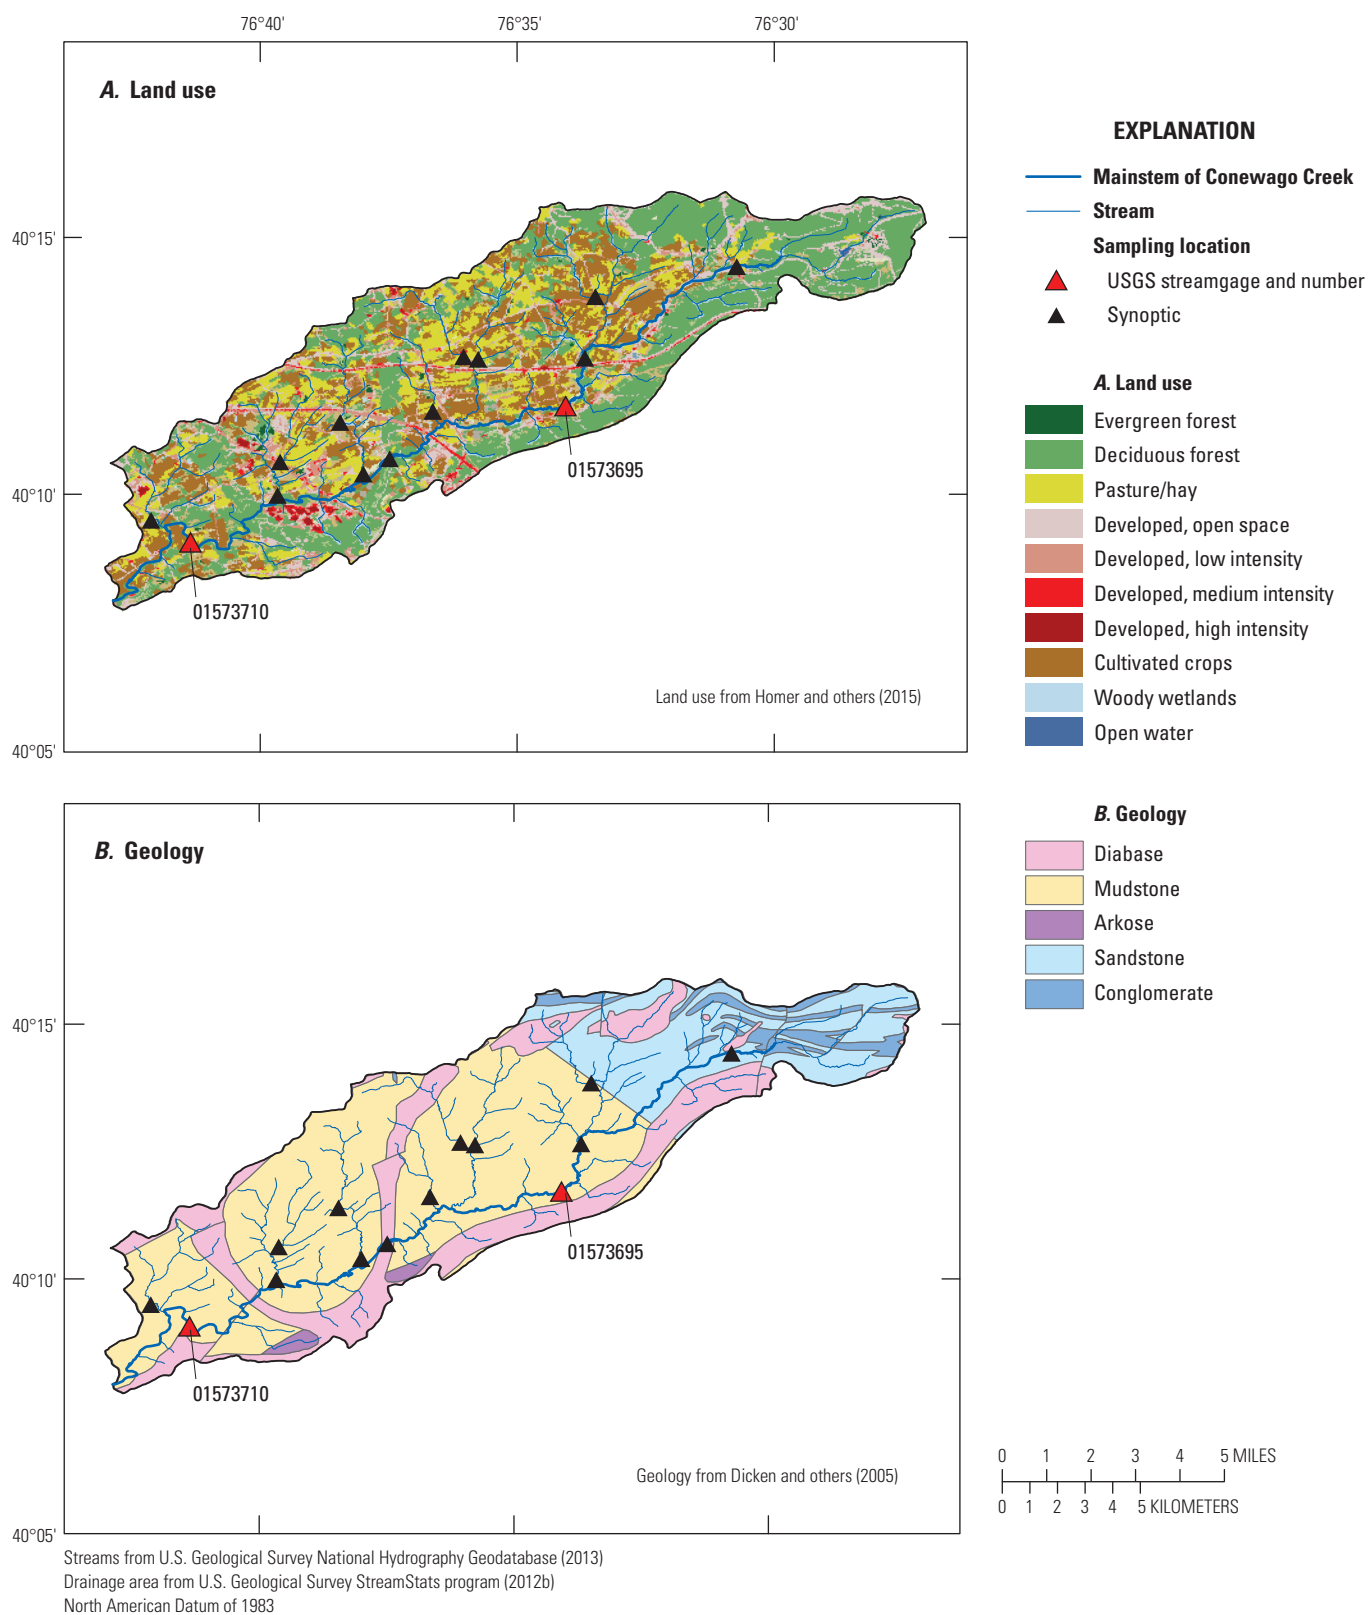 76°40' 76°35' 76°30'
A. Land use
40°15'
40°10'
40°05'
01573695
01573710
Land use from Homer and others (2015)
EXPLANATION
Mainstem of Conewago Creek
Stream
Sampling location
USGS streamgage and number
Synoptic
A. Land use
Evergreen forest
Deciduous forest
Pasture/hay
Developed, open space
Developed, low intensity
Developed, medium intensity
Developed, high intensity
Cultivated crops
Woody wetlands
Open water
B. Geology
40°15'
40°10'
40°05'
01573695
01573710
Geology from Dicken and others (2005)
B. Geology
Diabase
Mudstone
Arkose
Sandstone
Conglomerate
0 1 2 3 4 5 MILES
0 1 2 3 4 5 KILOMETERS
Streams from U.S. Geological Survey National Hydrography Geodatabase (2013)
Drainage area from U.S. Geological Survey StreamStats program (2012b)
North American Datum of 1983